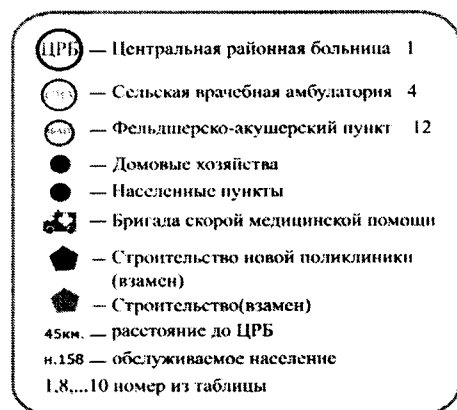 ЦРБ — Центральная районная больница 1
— Сельская врачебная амбулатория 4
— Фельдшерско-акушерский пункт 12
— Домовые хозяйства
— Населенные пункты
— Бригада скорой медицинской помощи
— Строительство новой поликлиники
(взамен)
— Строительство(взамен)
45км. — расстояние до ЦРБ
н.158 — обслуживаемое население
1,8,...10 номер из таблицы